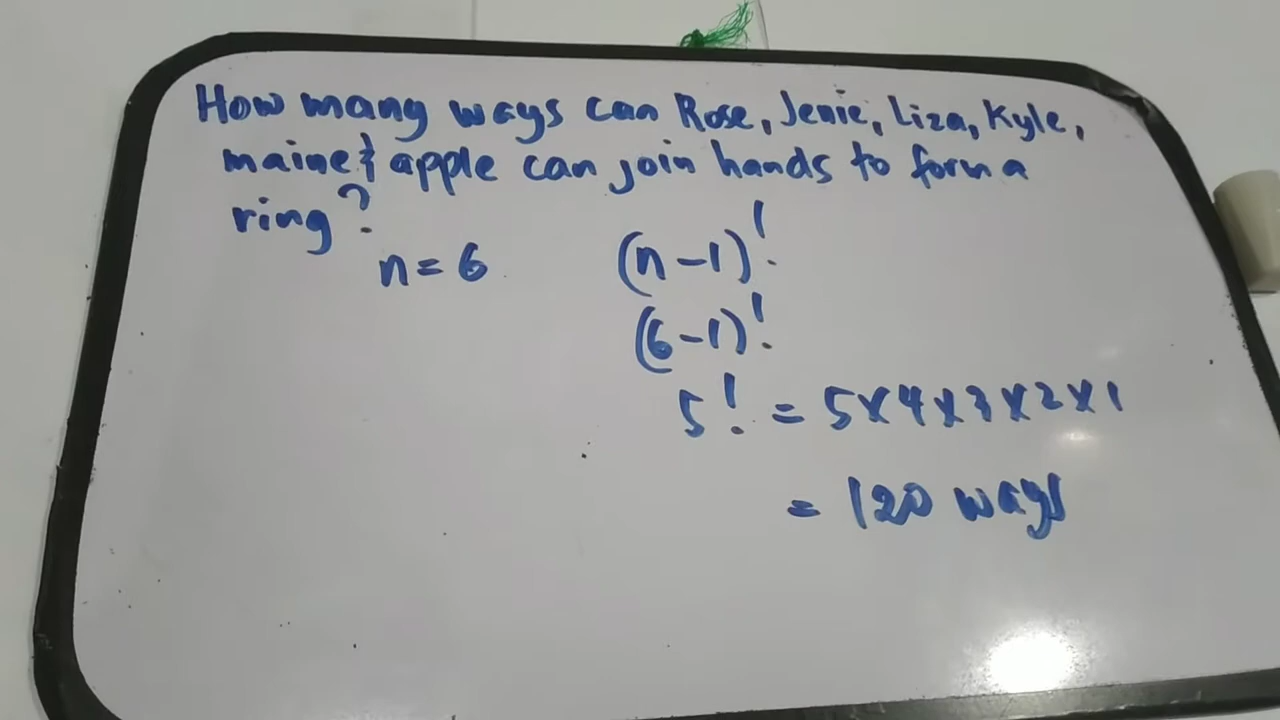 How many ways can Rose, Jenie, Liza, Kyle,
maine & apple can join hands to form a
ring?
n = 6
(n-1)!
(6-1)!
5! = 5x4x3x2x1
= 120 ways